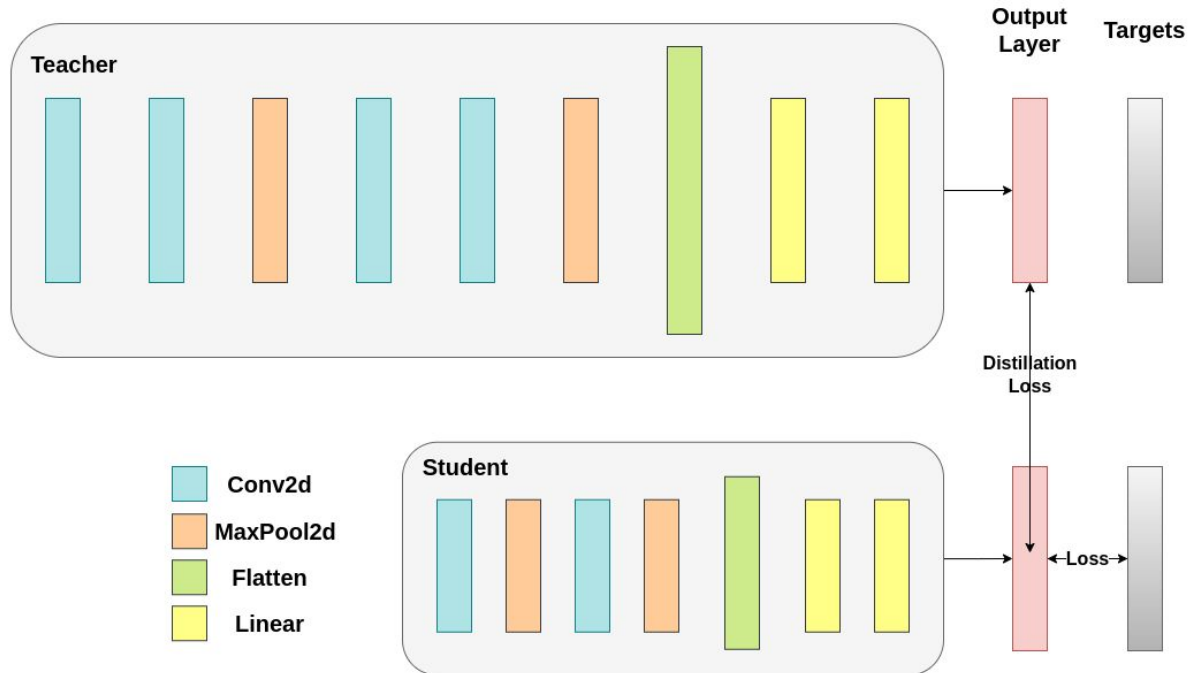 Output
Layer
Targets
Teacher
Distillation
Loss
Student
Conv2d
MaxPool2d
Flatten
Linear
Loss